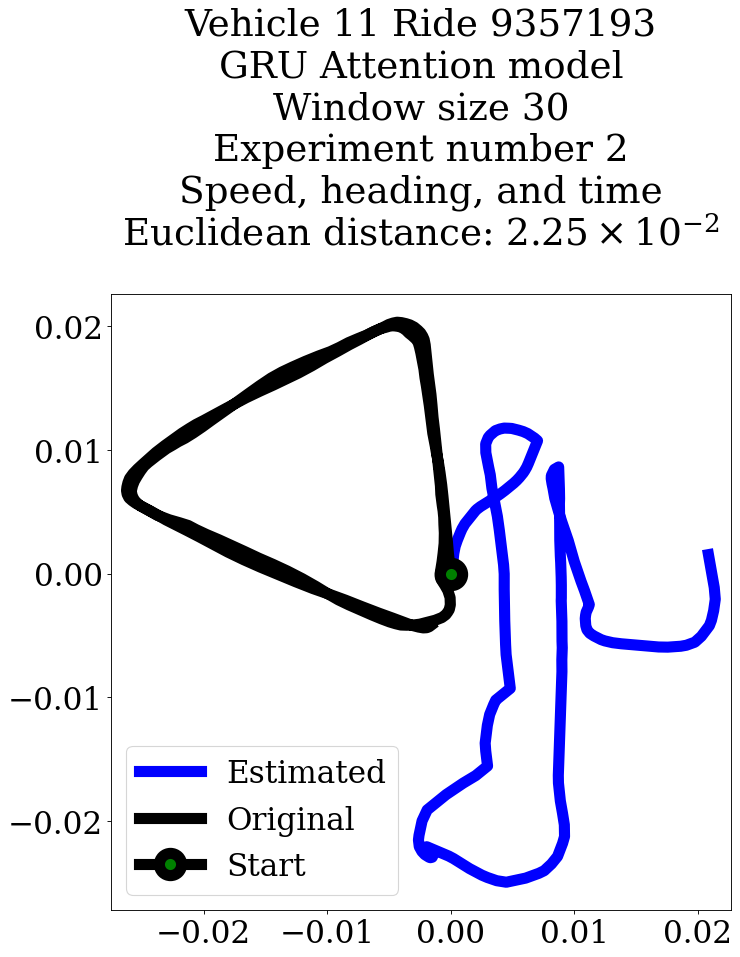 Vehicle 11 Ride 9357193
GRU Attention model
Window size 30
Experiment number 2
Speed, heading, and time
Euclidean distance: 2.25 × 10⁻²
0.02
0.01
0.00
−0.01
−0.02
Estimated
Original
Start
−0.02 −0.01 0.00 0.01 0.02